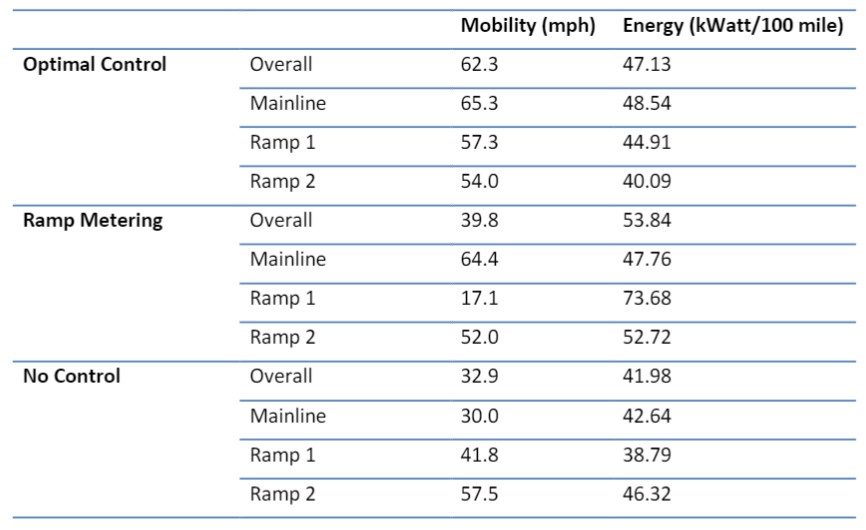 Mobility (mph) Energy (kWatt/100 mile)
Optimal Control Overall 62.3 47.13
Mainline 65.3 48.54
Ramp 1 57.3 44.91
Ramp 2 54.0 40.09
Ramp Metering Overall 39.8 53.84
Mainline 64.4 47.76
Ramp 1 17.1 73.68
Ramp 2 52.0 52.72
No Control Overall 32.9 41.98
Mainline 30.0 42.64
Ramp 1 41.8 38.79
Ramp 2 57.5 46.32